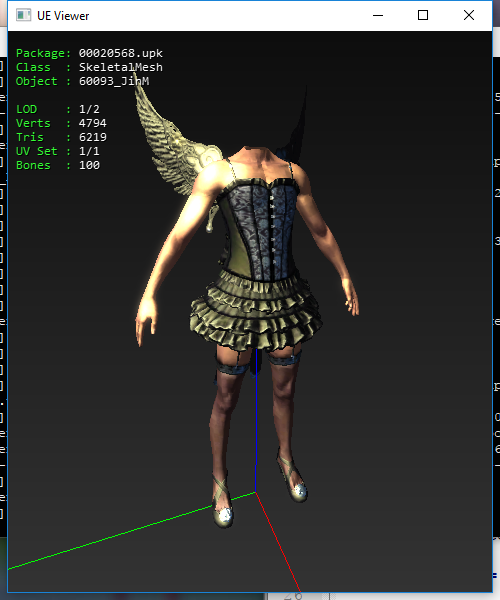 UE Viewer
Package: 00020568.upk
Class : SkeletalMesh
Object : 60093_JinM
LOD : 1/2
Verts : 4794
Tris : 6219
UV Set : 1/1
Bones : 100